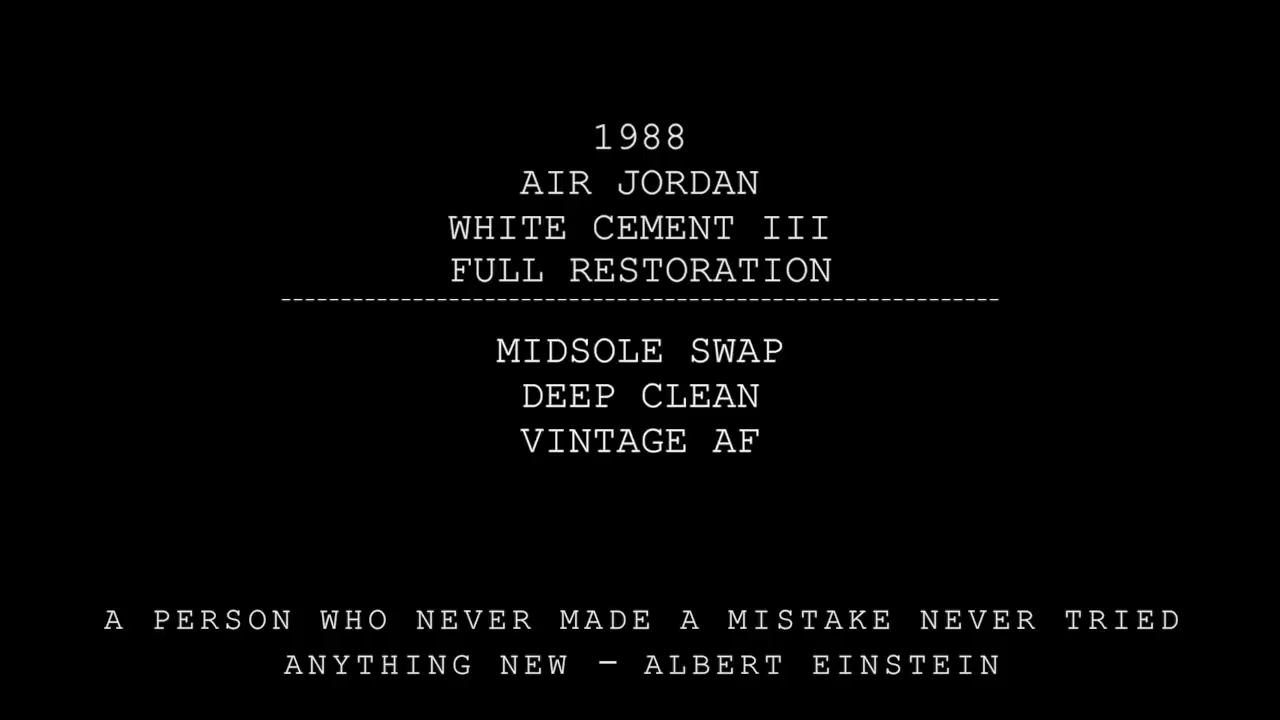 1988
AIR JORDAN
WHITE CEMENT III
FULL RESTORATION
------------------------------------------------------------
MIDSOLE SWAP
DEEP CLEAN
VINTAGE AF
A PERSON WHO NEVER MADE A MISTAKE NEVER TRIED
ANYTHING NEW – ALBERT EINSTEIN